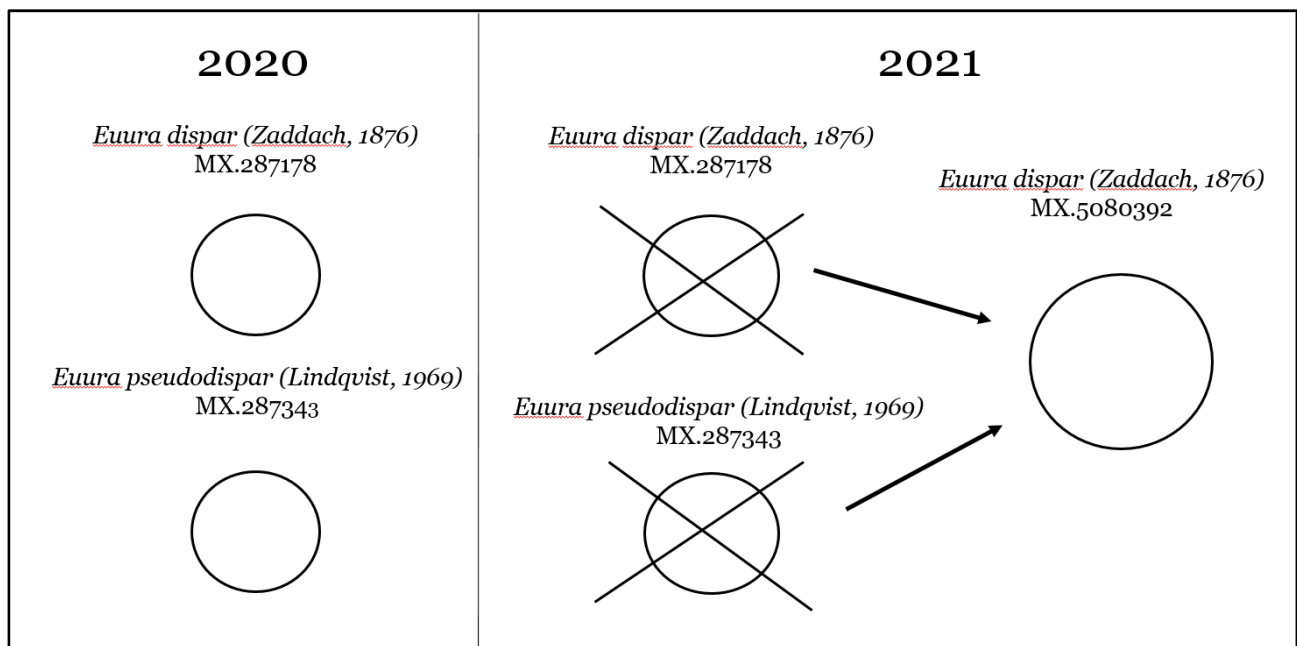 2020
Euura dispar (Zaddach, 1876)
MX.287178
Euura pseudodispar (Lindqvist, 1969)
MX.287343
2021
Euura dispar (Zaddach, 1876)
MX.287178
Euura pseudodispar (Lindqvist, 1969)
MX.287343
Euura dispar (Zaddach, 1876)
MX.5080392